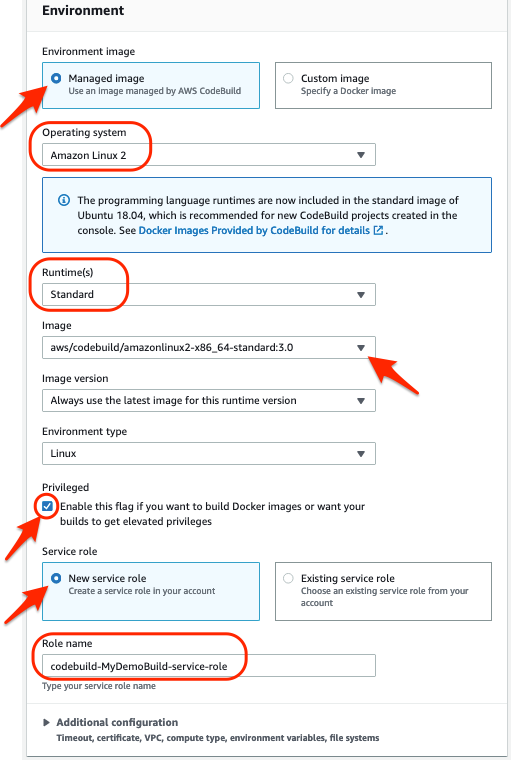 Environment
Environment image
Managed image
Use an image managed by AWS CodeBuild
Custom image
Specify a Docker image
Operating system
Amazon Linux 2
The programming language runtimes are now included in the standard image of
Ubuntu 18.04, which is recommended for new CodeBuild projects created in the
console. See Docker Images Provided by CodeBuild for details .
Runtime(s)
Standard
Image
aws/codebuild/amazonlinux2-x86_64-standard:3.0
Image version
Always use the latest image for this runtime version
Environment type
Linux
Privileged
Enable this flag if you want to build Docker images or want your
builds to get elevated privileges
Service role
New service role
Create a service role in your account
Existing service role
Choose an existing service role from your
account
Role name
codebuild-MyDemoBuild-service-role
Type your service role name
Additional configuration
Timeout, certificate, VPC, compute type, environment variables, file systems